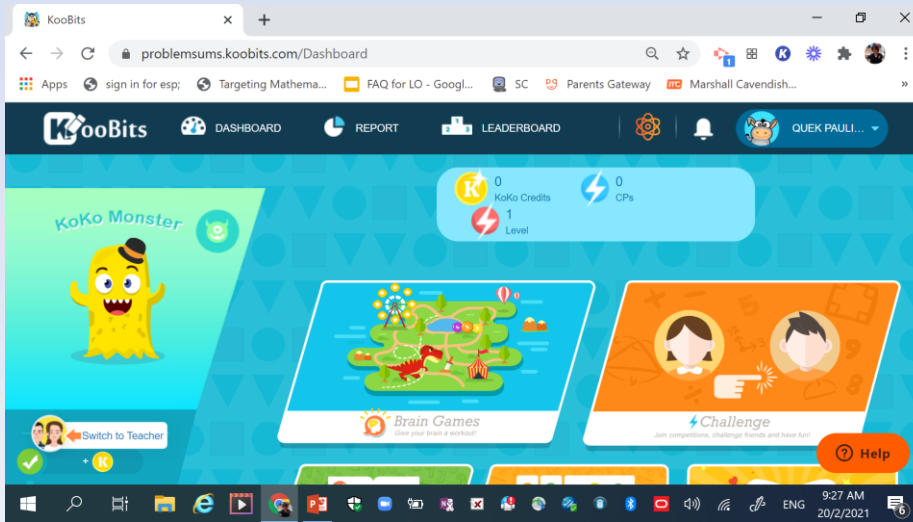 KooBits
problemsums.koobits.com/Dashboard
1
Apps
sign in for esp;
Targeting Mathema...
FAQ for LO - Googl...
SC
Parents Gateway
MC Marshall Cavendish...
»
KooBits
DASHBOARD
REPORT
LEADERBOARD
QUEK PAULI...
0
KoKo Credits
0
CPs
1
Level
KoKo Monster
Brain Games
Give your brain a workout!
Challenge
Join competitions, challenge friends and have fun!
Switch to Teacher
+ K
Help
ENG
9:27 AM
20/2/2021
6